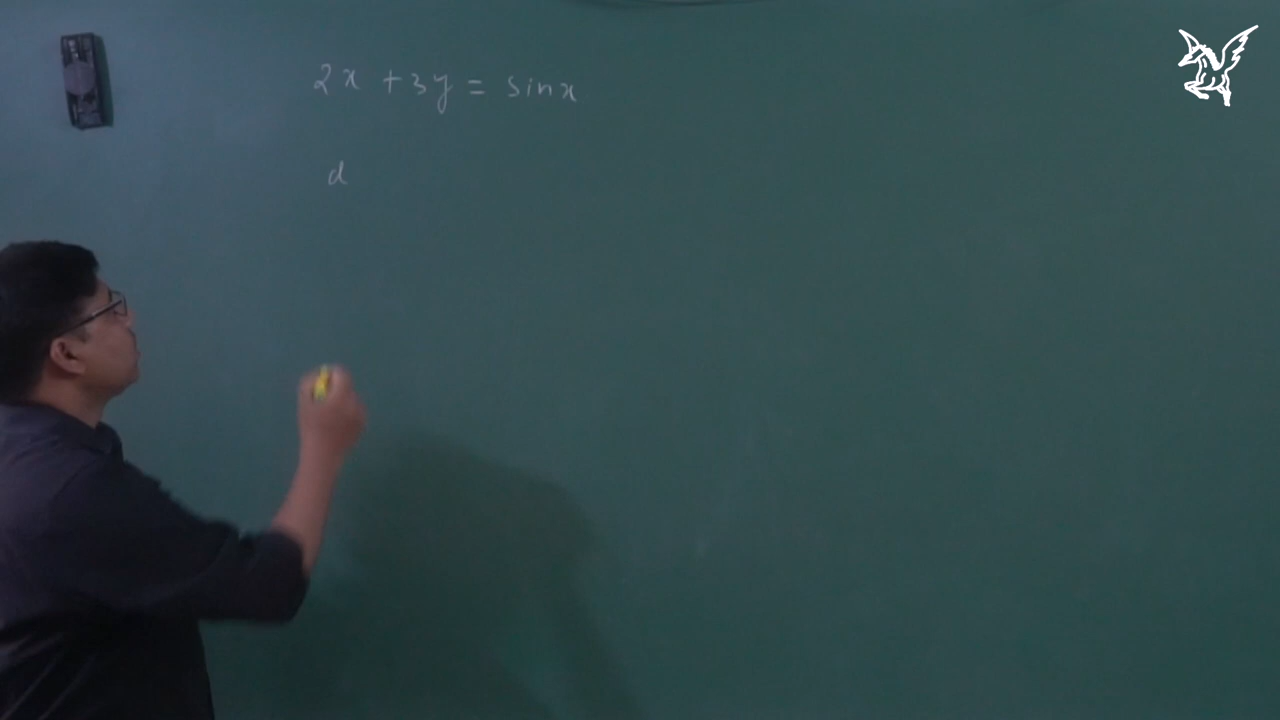 2x + 3y = sin x
d